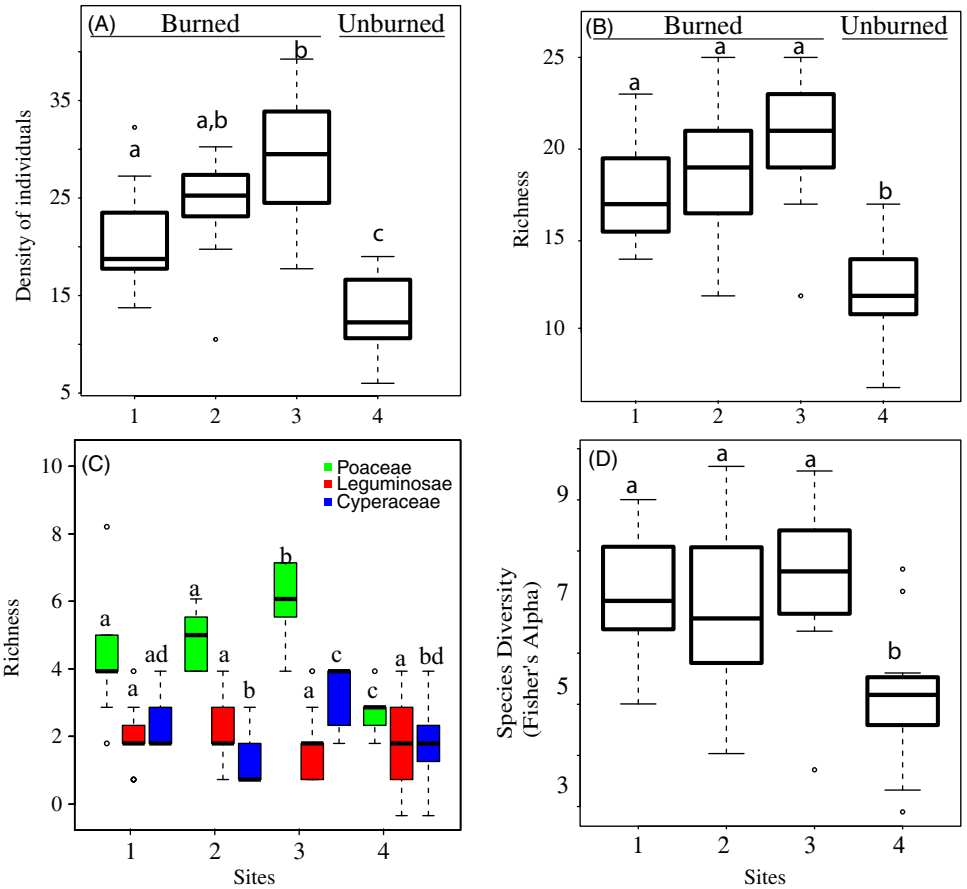 (A) Burned Unburned
Density of individuals
35
25
15
5
a
a,b
b
c
1 2 3 4
(B) Burned Unburned
Richness
25
20
15
10
a
a
a
b
1 2 3 4
(C)
Poaceae
Leguminosae
Cyperaceae
Richness
10
8
6
4
2
0
a
a
ad
a
a
b
b
a
c
c
a
bd
1 2 3 4
Sites
(D)
Species Diversity
(Fisher's Alpha)
9
7
5
3
a
a
a
b
1 2 3 4
Sites